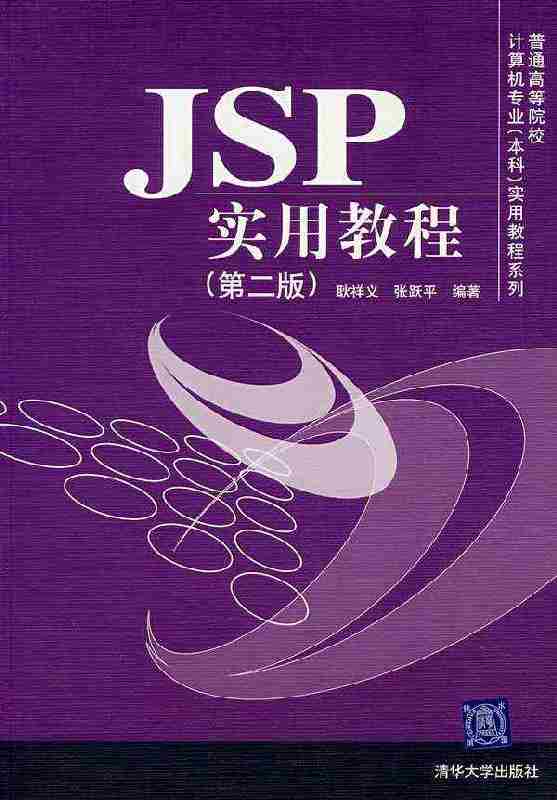 普通高等院校
计算机专业(本科)实用教程系列
JSP
实用教程
(第二版)
耿祥义 张跃平 编著
清华大学出版社